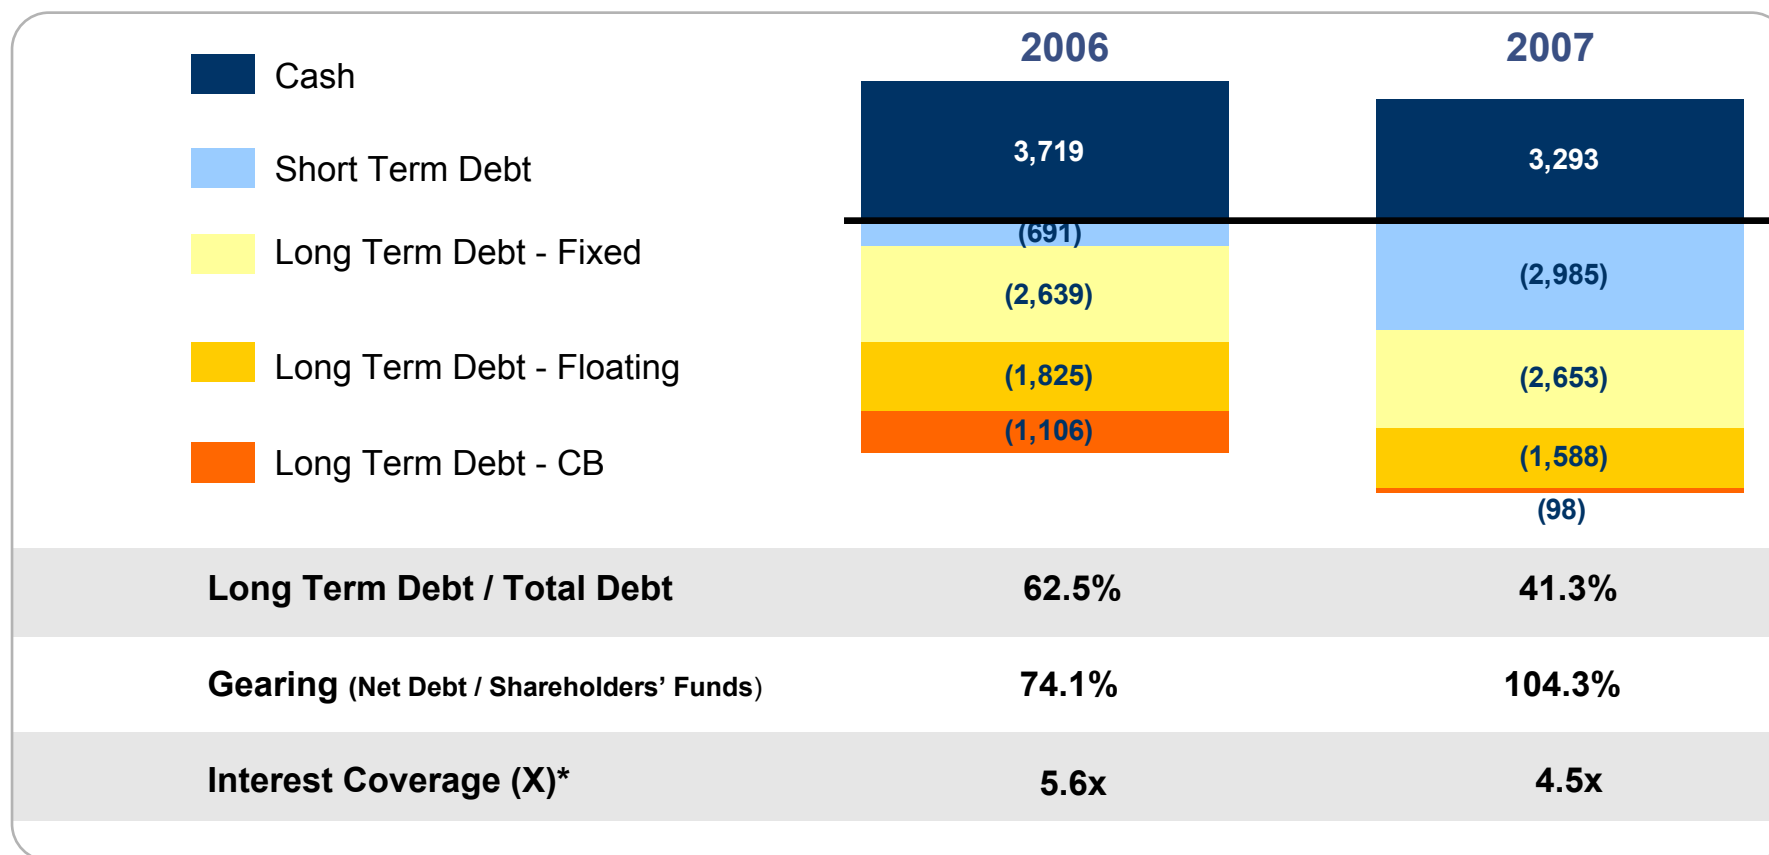 2006 2007
Cash
3,719 3,293
Short Term Debt
(691)
Long Term Debt - Fixed
(2,985)
(2,639)
Long Term Debt - Floating
(1,825) (2,653)
(1,106)
Long Term Debt - CB
(1,588)
(98)
Long Term Debt / Total Debt 62.5% 41.3%
Gearing (Net Debt / Shareholders’ Funds) 74.1% 104.3%
Interest Coverage (X)* 5.6x 4.5x